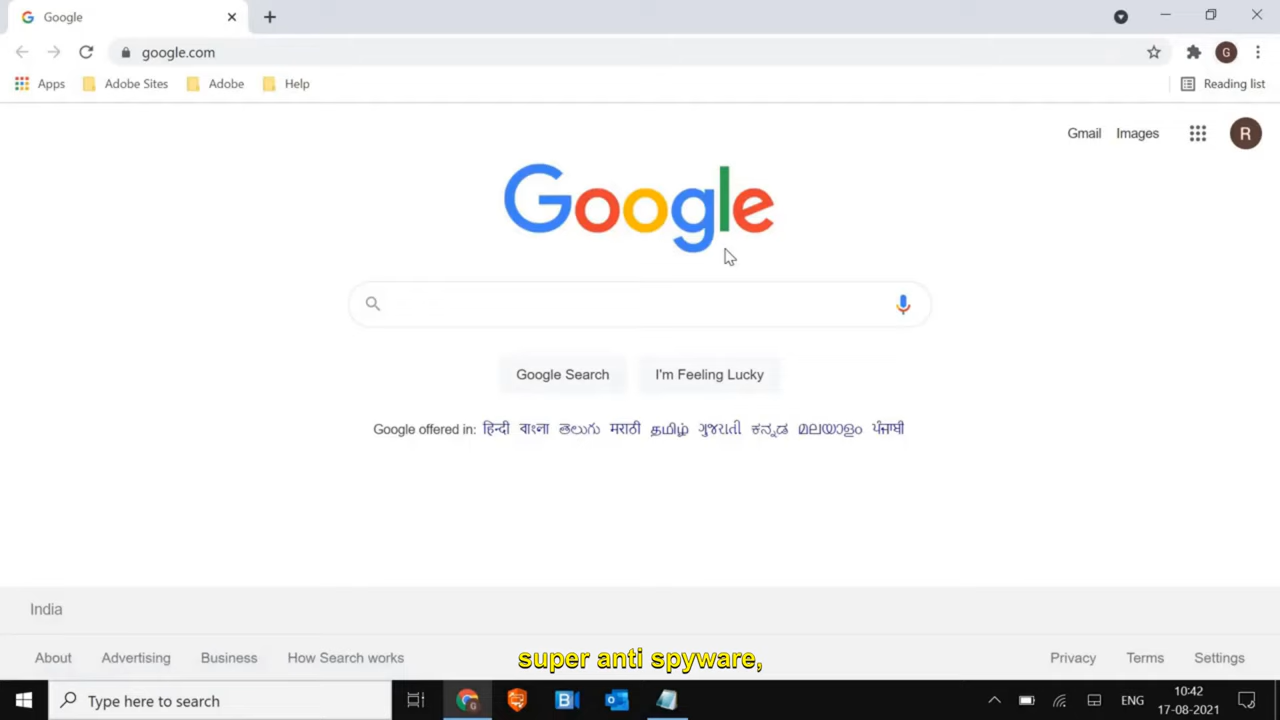 Google
google.com
Apps
Adobe Sites
Adobe
Help
Reading list
G
Gmail
Images
R
Google
Google Search
I'm Feeling Lucky
Google offered in: हिन्दी বাংলা తెలుగు मराठी தமிழ் ગુજરાતી ಕನ್ನಡ മലയാളം ਪੰਜਾਬੀ
India
About
Advertising
Business
How Search works
super anti spyware,
Privacy
Terms
Settings
Type here to search
ENG
10:42
17-08-2021